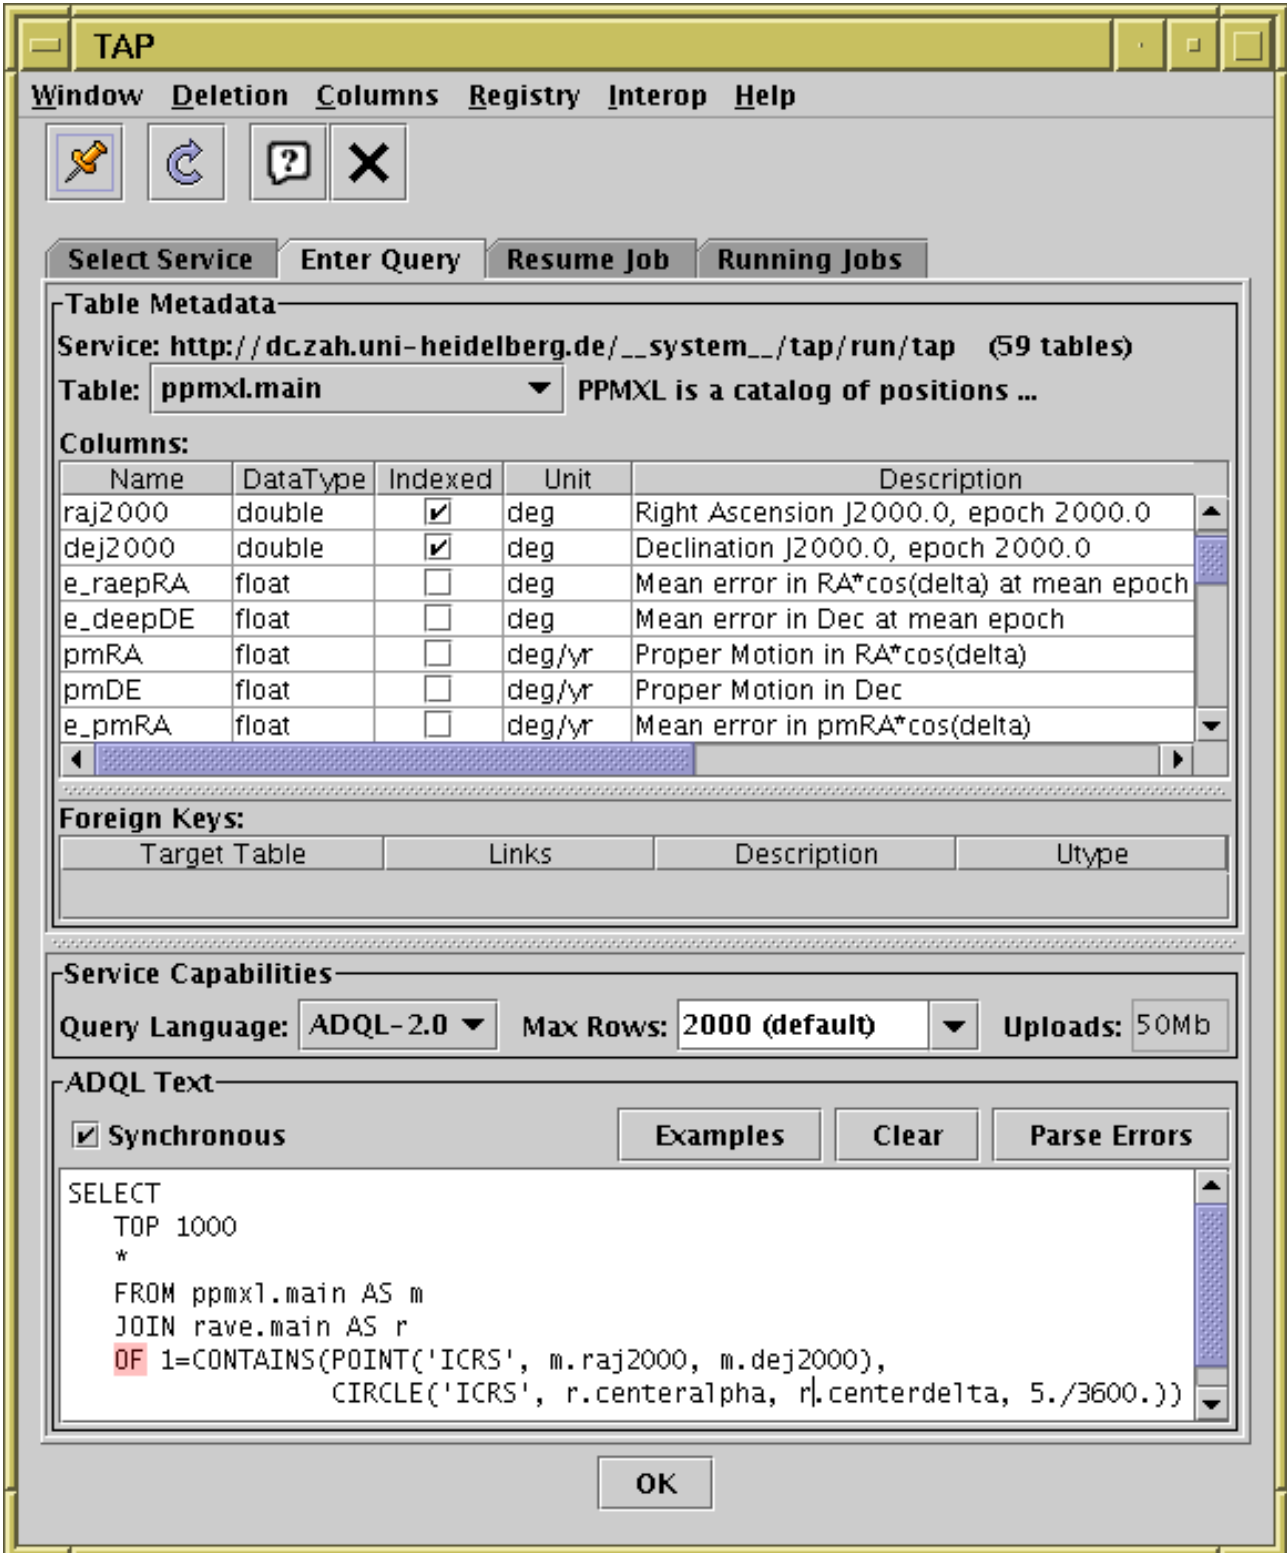 TAP
Window Deletion Columns Registry Interop Help
Select Service Enter Query Resume Job Running Jobs
Table Metadata
Service: http://dc.zah.uni-heidelberg.de/__system__/tap/run/tap (59 tables)
Table: ppmxl.main PPMXL is a catalog of positions ...
Columns:
Name DataType Indexed Unit Description
raj2000 double deg Right Ascension J2000.0, epoch 2000.0
dej2000 double deg Declination J2000.0, epoch 2000.0
e_raepRA float deg Mean error in RA*cos(delta) at mean epoch
e_deepDE float deg Mean error in Dec at mean epoch
pmRA float deg/yr Proper Motion in RA*cos(delta)
pmDE float deg/yr Proper Motion in Dec
e_pmRA float deg/yr Mean error in pmRA*cos(delta)
Foreign Keys:
Target Table Links Description Utype
Service Capabilities
Query Language: ADQL-2.0 Max Rows: 2000 (default) Uploads: 50Mb
ADQL Text
Synchronous Examples Clear Parse Errors
SELECT
TOP 1000
*
FROM ppmxl.main AS m
JOIN rave.main AS r
OF 1=CONTAINS(POINT('ICRS', m.raj2000, m.dej2000),
CIRCLE('ICRS', r.centeralpha, r.centerdelta, 5./3600.))
OK